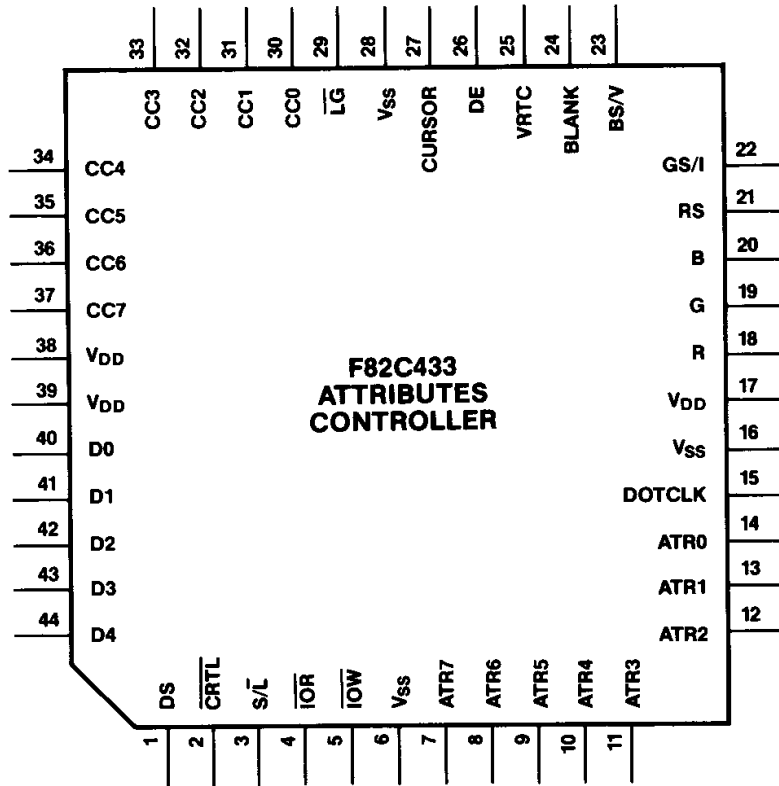 33 32 31 30 29 28 27 26 25 24 23
CC3 CC2 CC1 CC0 L̅G̅ VSS CURSOR DE VRTC BLANK BS/V
34 CC4
35 CC5
36 CC6
37 CC7
38 VDD
39 VDD
40 D0
41 D1
42 D2
43 D3
44 D4
F82C433
ATTRIBUTES
CONTROLLER
GS/I 22
RS 21
B 20
G 19
R 18
VDD 17
VSS 16
DOTCLK 15
ATR0 14
ATR1 13
ATR2 12
DS C̅R̅T̅L̅ S/L̅ I̅O̅R̅ I̅O̅W̅ VSS ATR7 ATR6 ATR5 ATR4 ATR3
1 2 3 4 5 6 7 8 9 10 11